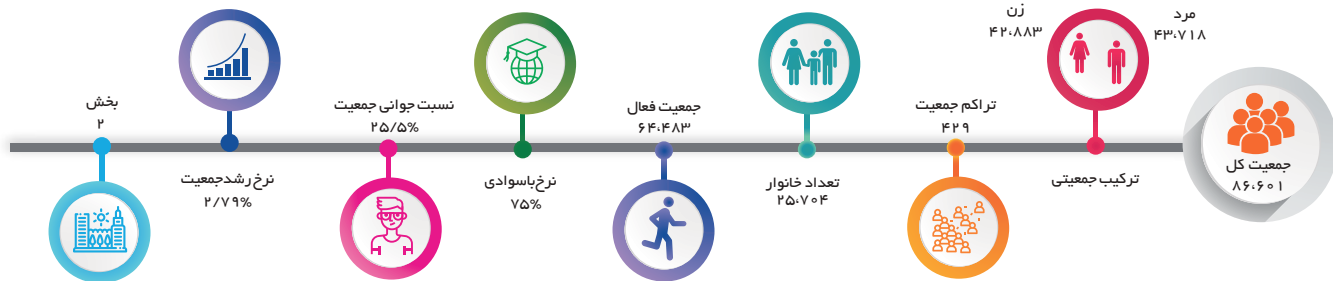 جمعیت کل
۸۶،۶۰۱
مرد
۴۳،۷۱۸
زن
۴۲،۸۸۳
ترکیب جمعیتی
تراکم جمعیت
۴۲۹
تعداد خانوار
۲۵،۷۰۴
جمعیت فعال
۶۴،۴۸۳
نرخ باسوادی
۷۵%
نسبت جوانی جمعیت
۲۵/۵%
نرخ رشد جمعیت
۲/۷۹%
بخش
۲